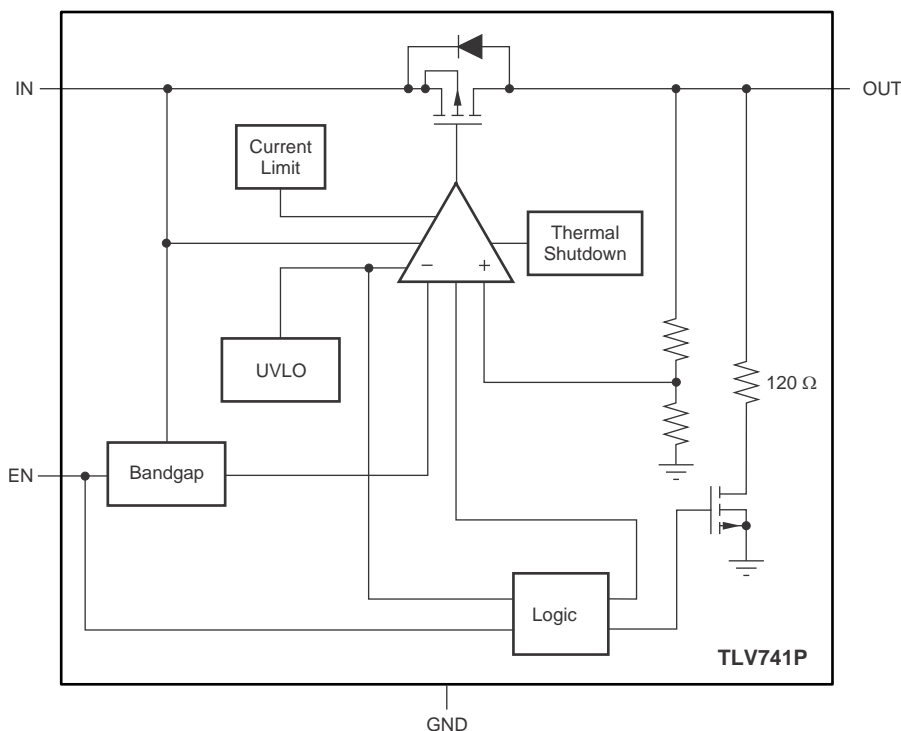 IN
OUT
Current
Limit
Thermal
Shutdown
−
+
UVLO
120 Ω
EN
Bandgap
Logic
TLV741P
GND